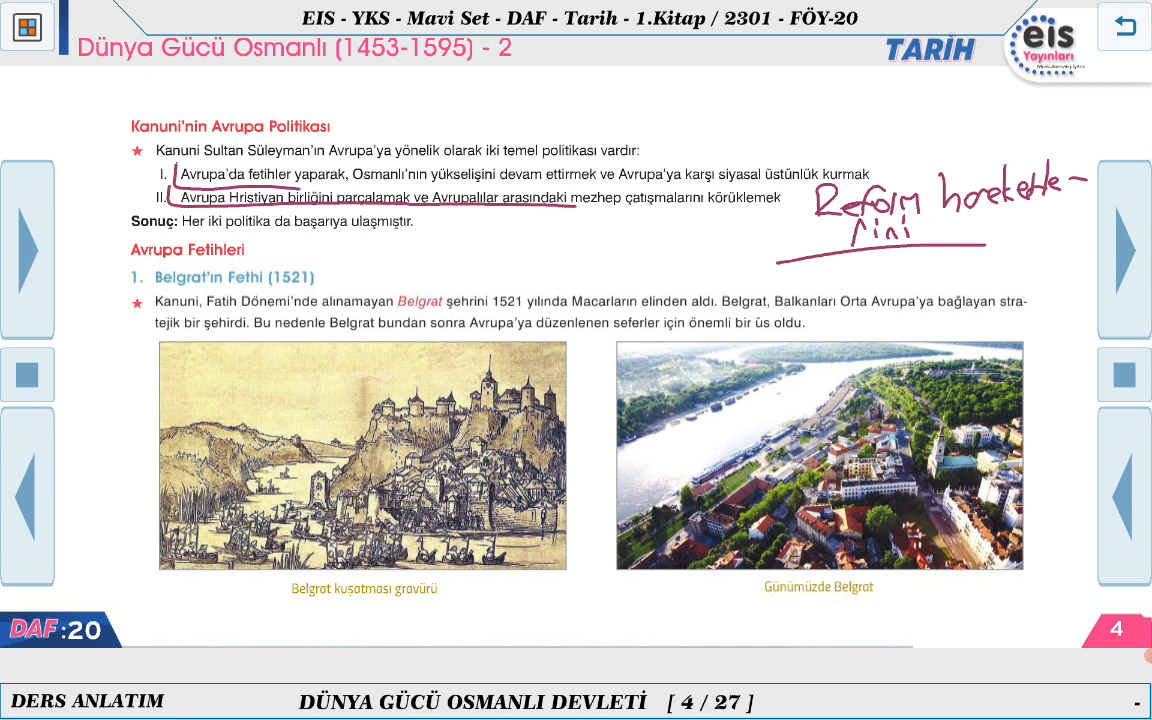 EIS - YKS - Mavi Set - DAF - Tarih - 1.Kitap / 2301 - FÖY-20
Dünya Gücü Osmanlı (1453-1595) - 2
TARİH
eis
Yayınları
Kanuni'nin Avrupa Politikası
★ Kanuni Sultan Süleyman'ın Avrupa'ya yönelik olarak iki temel politikası vardır:
I. Avrupa'da fetihler yaparak, Osmanlı'nın yükselişini devam ettirmek ve Avrupa'ya karşı siyasal üstünlük kurmak
II. Avrupa Hristiyan birliğini parçalamak ve Avrupalılar arasındaki mezhep çatışmalarını körüklemek
Reform hareketle-
rini
Sonuç: Her iki politika da başarıya ulaşmıştır.
Avrupa Fetihleri
1. Belgrat'ın Fethi (1521)
★ Kanuni, Fatih Dönemi'nde alınamayan Belgrat şehrini 1521 yılında Macarların elinden aldı. Belgrat, Balkanları Orta Avrupa'ya bağlayan stra-
tejik bir şehirdi. Bu nedenle Belgrat bundan sonra Avrupa'ya düzenlenen seferler için önemli bir üs oldu.
Belgrat kuşatması gravürü
Günümüzde Belgrat
DAF:20
4
DERS ANLATIM
DÜNYA GÜCÜ OSMANLI DEVLETİ [ 4 / 27 ]
-